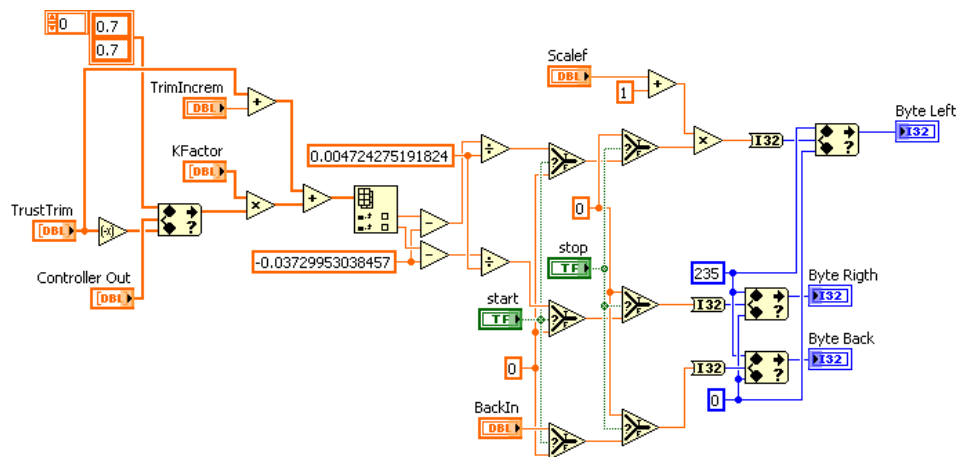 0
0.7
0.7
Scalef
DBL
1
TrimIncrem
DBL
Byte Left
I32
I32
KFactor
[DBL
0.004724275191824
TrustTrim
[DBL]
0
stop
TF
-0.03729953038457
235
Controller Out
[DBL
start
TF
Byte Rigth
I32
I32
Byte Back
I32
I32
0
0
BackIn
DBL